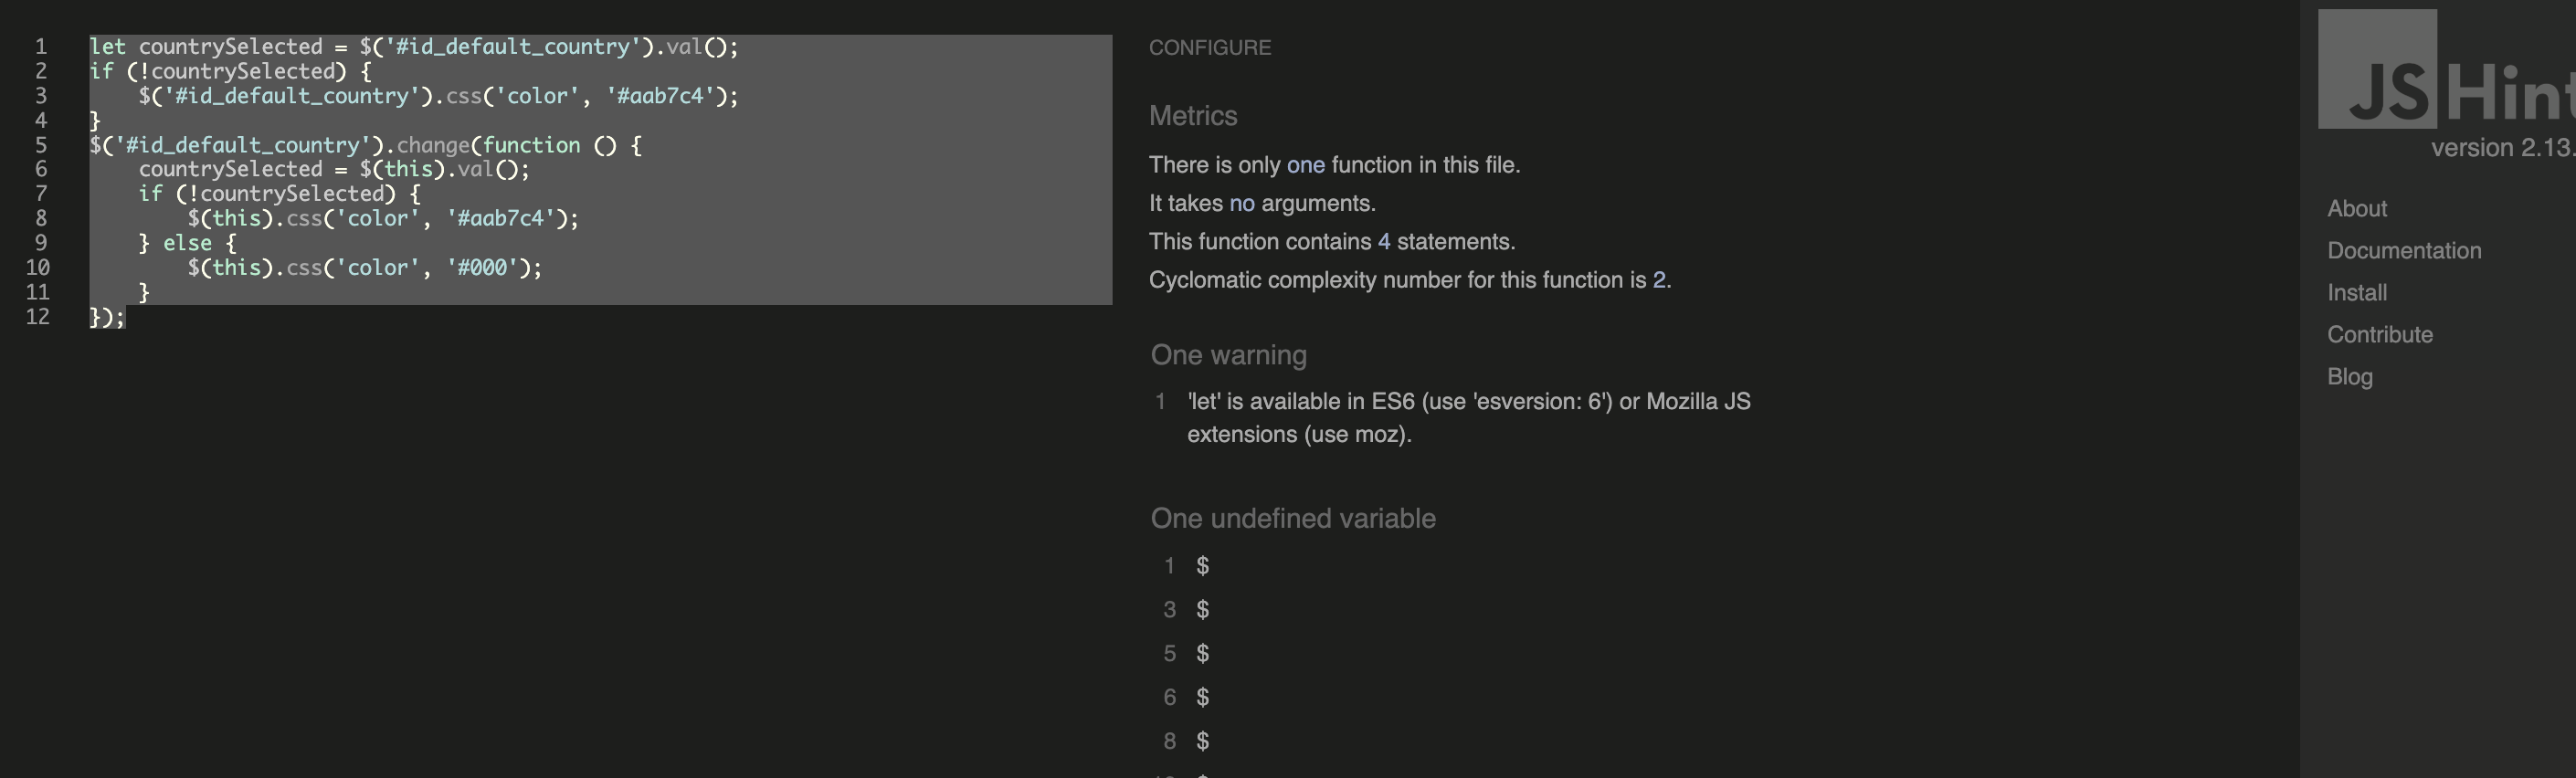 1 let countrySelected = $('#id_default_country').val();
2 if (!countrySelected) {
3 $('#id_default_country').css('color', '#aab7c4');
4 }
5 $('#id_default_country').change(function () {
6 countrySelected = $(this).val();
7 if (!countrySelected) {
8 $(this).css('color', '#aab7c4');
9 } else {
10 $(this).css('color', '#000');
11 }
12 });
CONFIGURE
Metrics
There is only one function in this file.
It takes no arguments.
This function contains 4 statements.
Cyclomatic complexity number for this function is 2.
One warning
1 'let' is available in ES6 (use 'esversion: 6') or Mozilla JS
extensions (use moz).
One undefined variable
1 $
3 $
5 $
6 $
8 $
JSHint
version 2.13.
About
Documentation
Install
Contribute
Blog